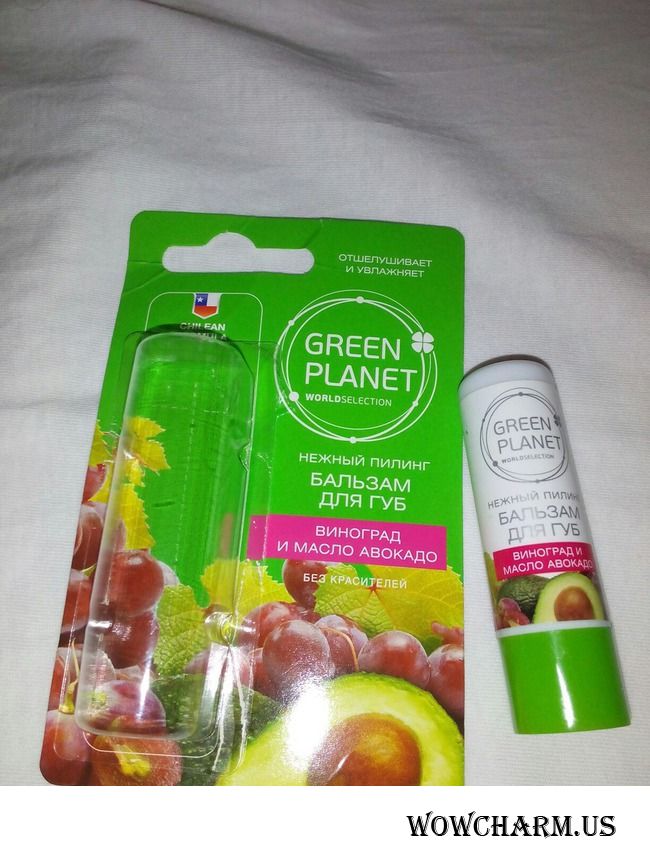 ОТШЕЛУШИВАЕТ
И УВЛАЖНЯЕТ
CHILEAN
GREEN
PLANET
WORLDSELECTION
НЕЖНЫЙ ПИЛИНГ
БАЛЬЗАМ
ДЛЯ ГУБ
ВИНОГРАД
И МАСЛО АВОКАДО
БЕЗ КРАСИТЕЛЕЙ
GREEN
PLANET
WORLDSELECTION
НЕЖНЫЙ ПИЛИНГ
БАЛЬЗАМ
ДЛЯ ГУБ
ВИНОГРАД И
МАСЛО АВОКАДО
WOWCHARM.US